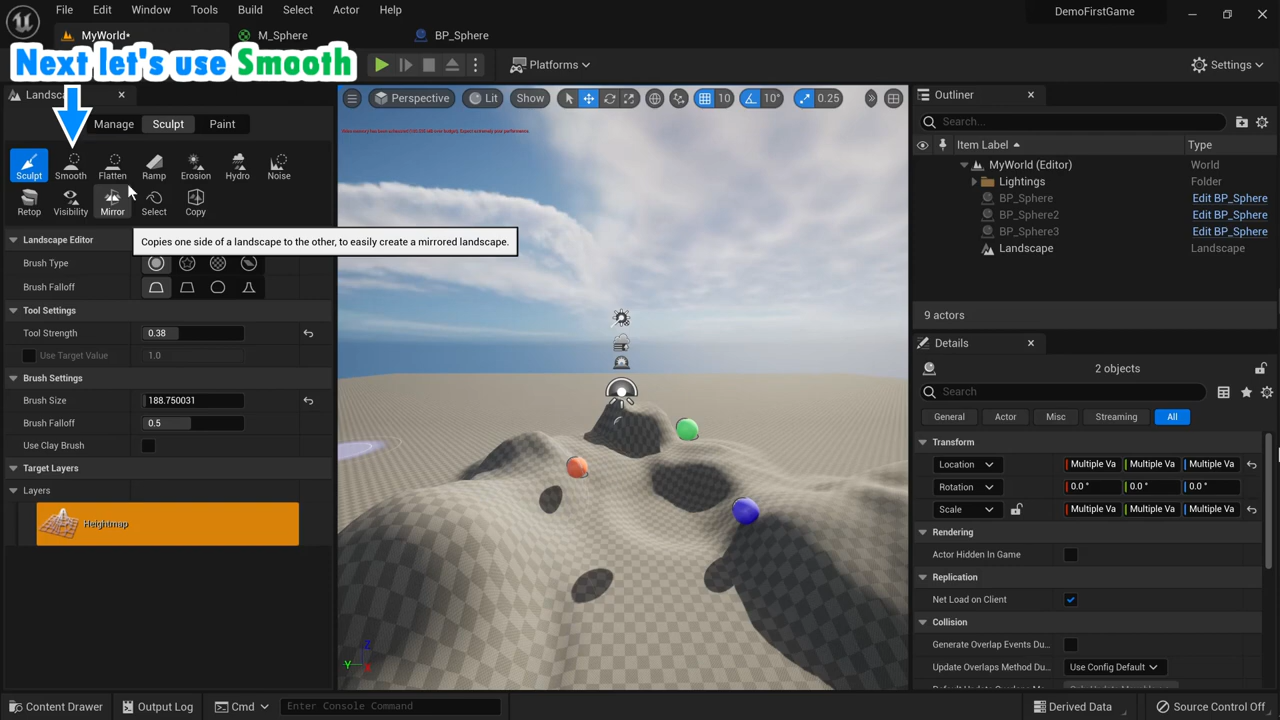 File Edit Window Tools Build Select Actor Help
DemoFirstGame
MyWorld*
M_Sphere
BP_Sphere
Next let's use Smooth
Platforms
Settings
Manage Sculpt Paint
Sculpt Smooth Flatten Ramp Erosion Hydro Noise
Retop Visibility Mirror Select Copy
Copies one side of a landscape to the other, to easily create a mirrored landscape.
Landscape Editor
Brush Type
Brush Falloff
Tool Settings
Tool Strength 0.38
Use Target Value 1.0
Brush Settings
Brush Size 188.750031
Brush Falloff 0.5
Use Clay Brush
Target Layers
Layers
Heightmap
Perspective Lit Show 10 10° 0.25
Z
Y X
Outliner
Search...
Item Label Type
MyWorld (Editor) World
Lightings Folder
BP_Sphere Edit BP_Sphere
BP_Sphere2 Edit BP_Sphere
BP_Sphere3 Edit BP_Sphere
Landscape Landscape
9 actors
Details
2 objects
Search
General Actor Misc Streaming All
Transform
Location Multiple Va Multiple Va Multiple Va
Rotation 0.0 ° 0.0 ° 0.0 °
Scale Multiple Va Multiple Va Multiple Va
Rendering
Actor Hidden In Game
Replication
Net Load on Client
Collision
Generate Overlap Events Du...
Update Overlaps Method Du... Use Config Default
Content Drawer Output Log Cmd Enter Console Command
Derived Data Source Control Off